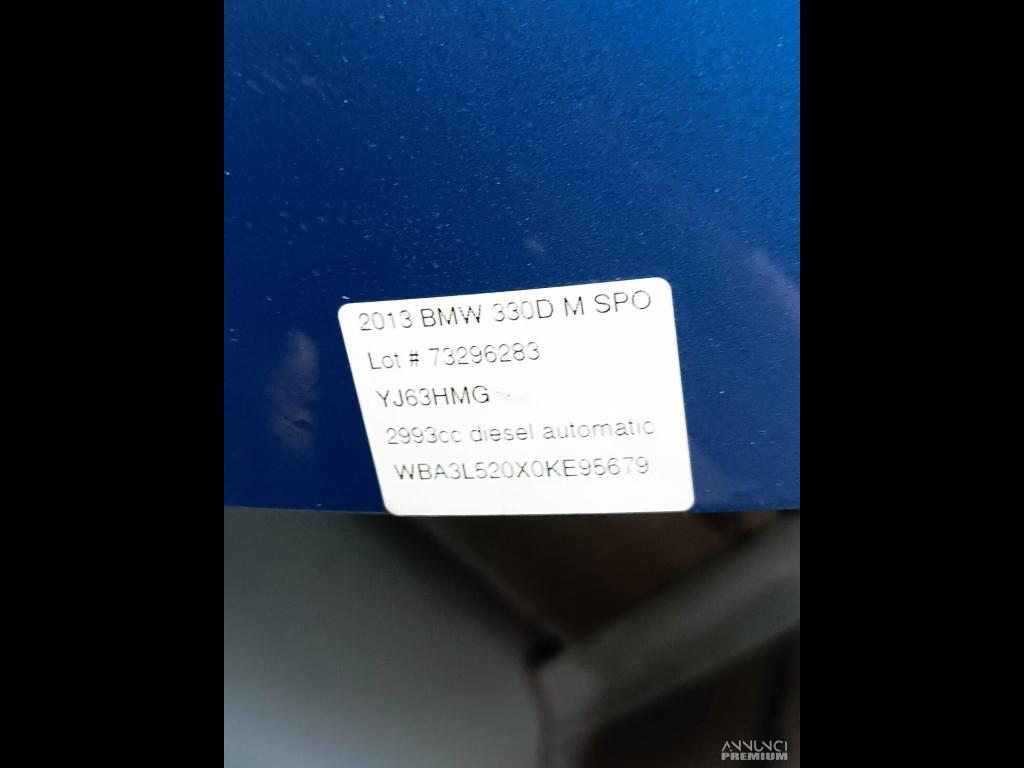 2013 BMW 330D M SPO
Lot # 73296283
YJ63HMG
2993cc diesel automatic
WBA3L520X0KE95679
ANNUNCI
PREMIUM